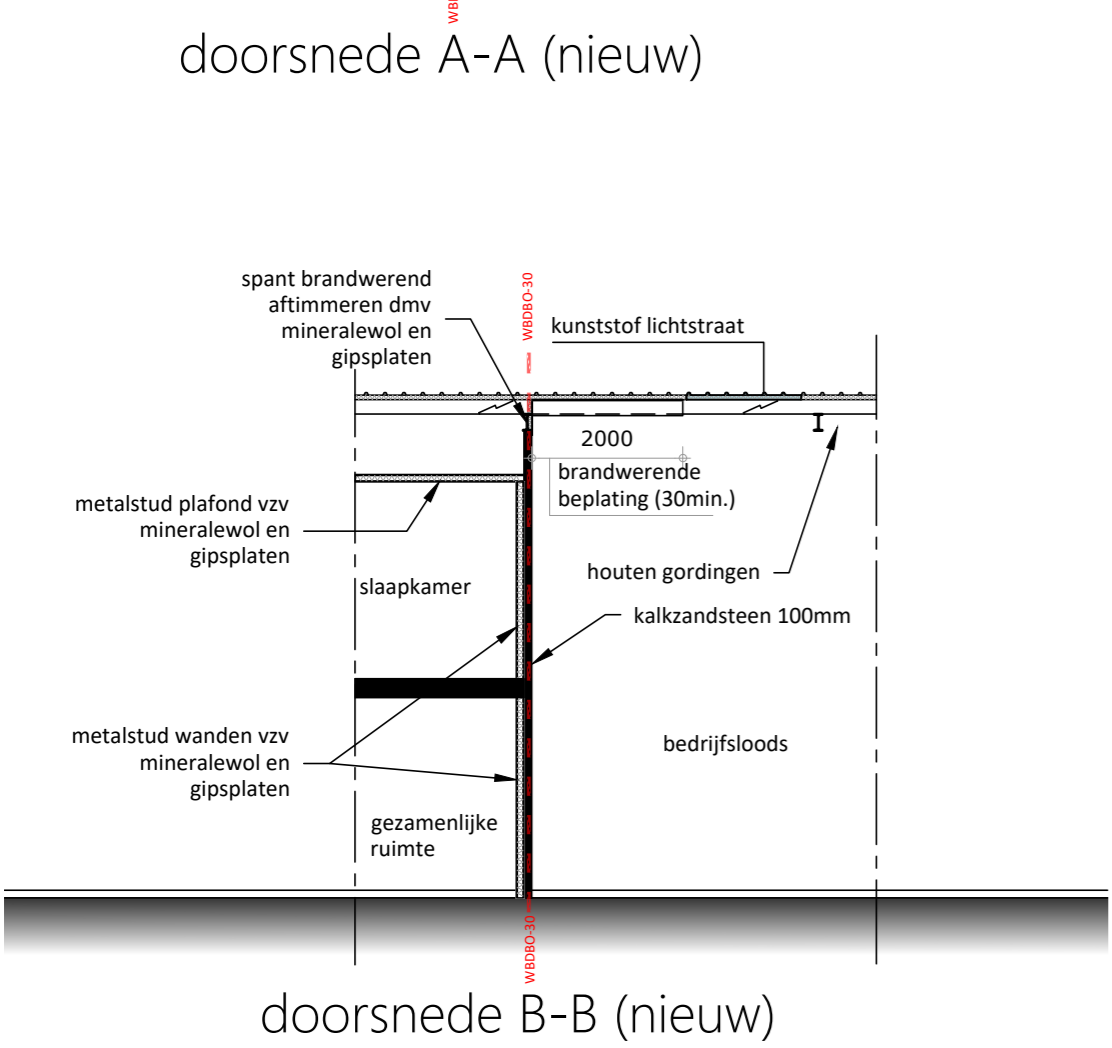 doorsnede A-A (nieuw)
spant brandwerend
aftimmeren dmv
mineralewol en
gipsplaten
WBDBO-30
kunststof lichtstraat
2000
brandwerende
beplating (30min.)
metalstud plafond vzv
mineralewol en
gipsplaten
slaapkamer
houten gordingen
kalkzandsteen 100mm
metalstud wanden vzv
mineralewol en
gipsplaten
bedrijfsloods
gezamenlijke
ruimte
WBDBO-30
doorsnede B-B (nieuw)